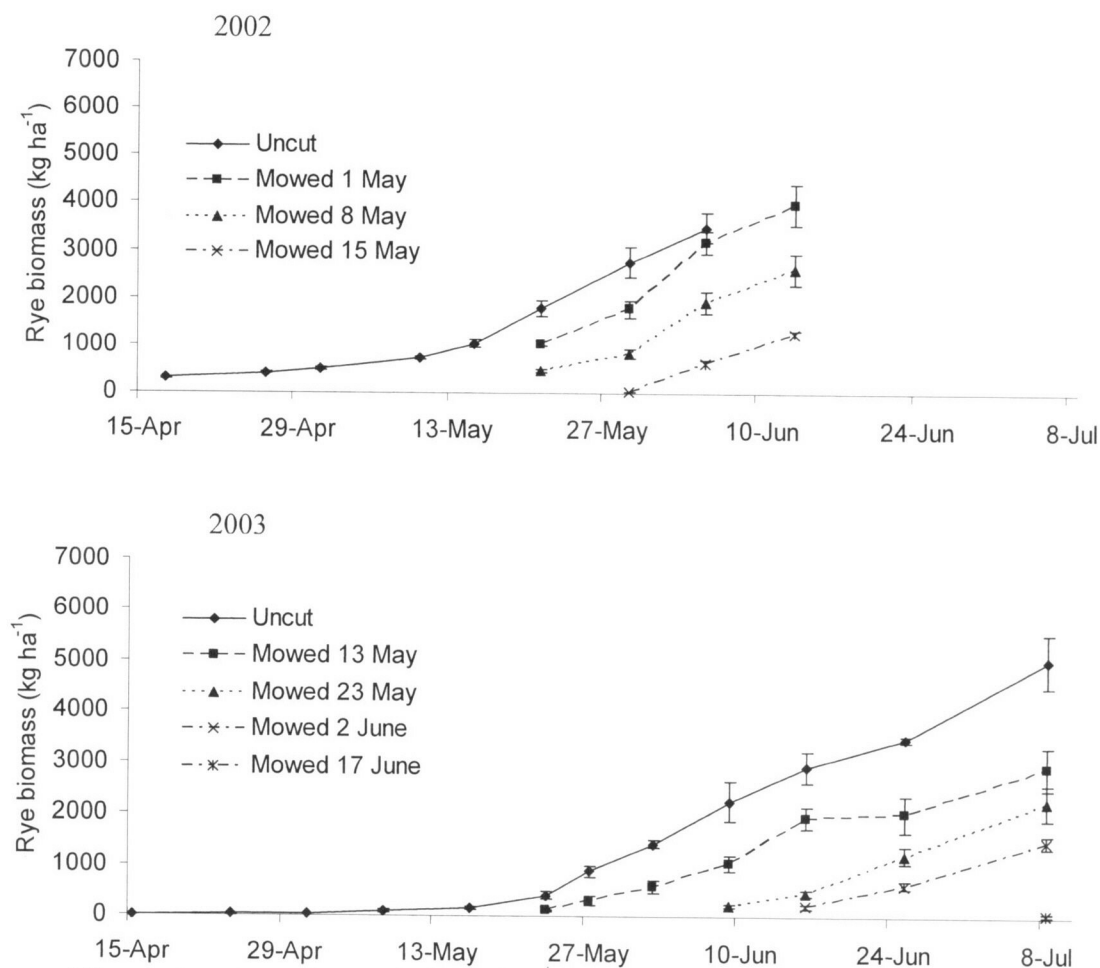 2002
7000
6000
5000
4000
3000
2000
1000
0
Rye biomass (kg ha⁻¹)
Uncut
Mowed 1 May
Mowed 8 May
Mowed 15 May
15-Apr 29-Apr 13-May 27-May 10-Jun 24-Jun 8-Jul
2003
7000
6000
5000
4000
3000
2000
1000
0
Rye biomass (kg ha⁻¹)
Uncut
Mowed 13 May
Mowed 23 May
Mowed 2 June
Mowed 17 June
15-Apr 29-Apr 13-May 27-May 10-Jun 24-Jun 8-Jul